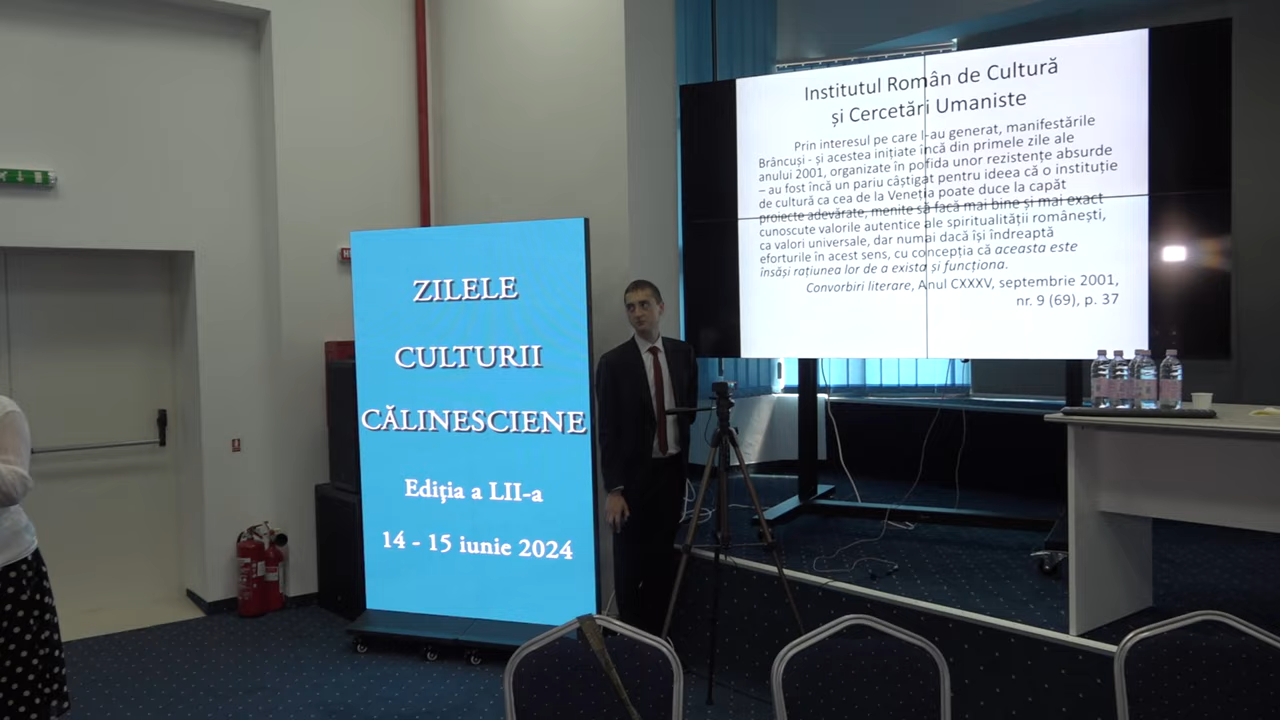 ZILELE
CULTURII
CĂLINESCIENE
Ediția a LII-a
14 - 15 iunie 2024
Institutul Român de Cultură
și Cercetări Umaniste
Prin interesul pe care l-au generat, manifestările
Brâncuși - și acestea inițiate încă din primele zile ale
anului 2001, organizate în pofida unor rezistențe absurde
– au fost încă un pariu câștigat pentru ideea că o instituție
de cultură ca cea de la Veneția poate duce la capăt
proiecte adevărate, menite să facă mai bine și mai exact
cunoscute valorile autentice ale spiritualității românești,
ca valori universale, dar numai dacă își îndreaptă
eforturile în acest sens, cu concepția că aceasta este
însăși rațiunea lor de a exista și funcționa.
Convorbiri literare, Anul CXXXV, septembrie 2001,
nr. 9 (69), p. 37